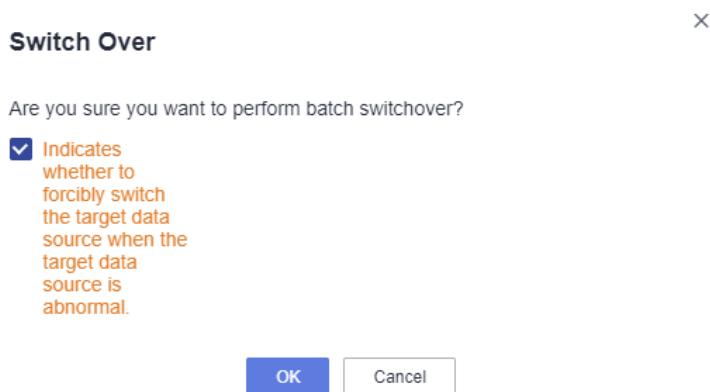 Switch Over
Are you sure you want to perform batch switchover?
Indicates
whether to
forcibly switch
the target data
source when the
target data
source is
abnormal.
OK
Cancel